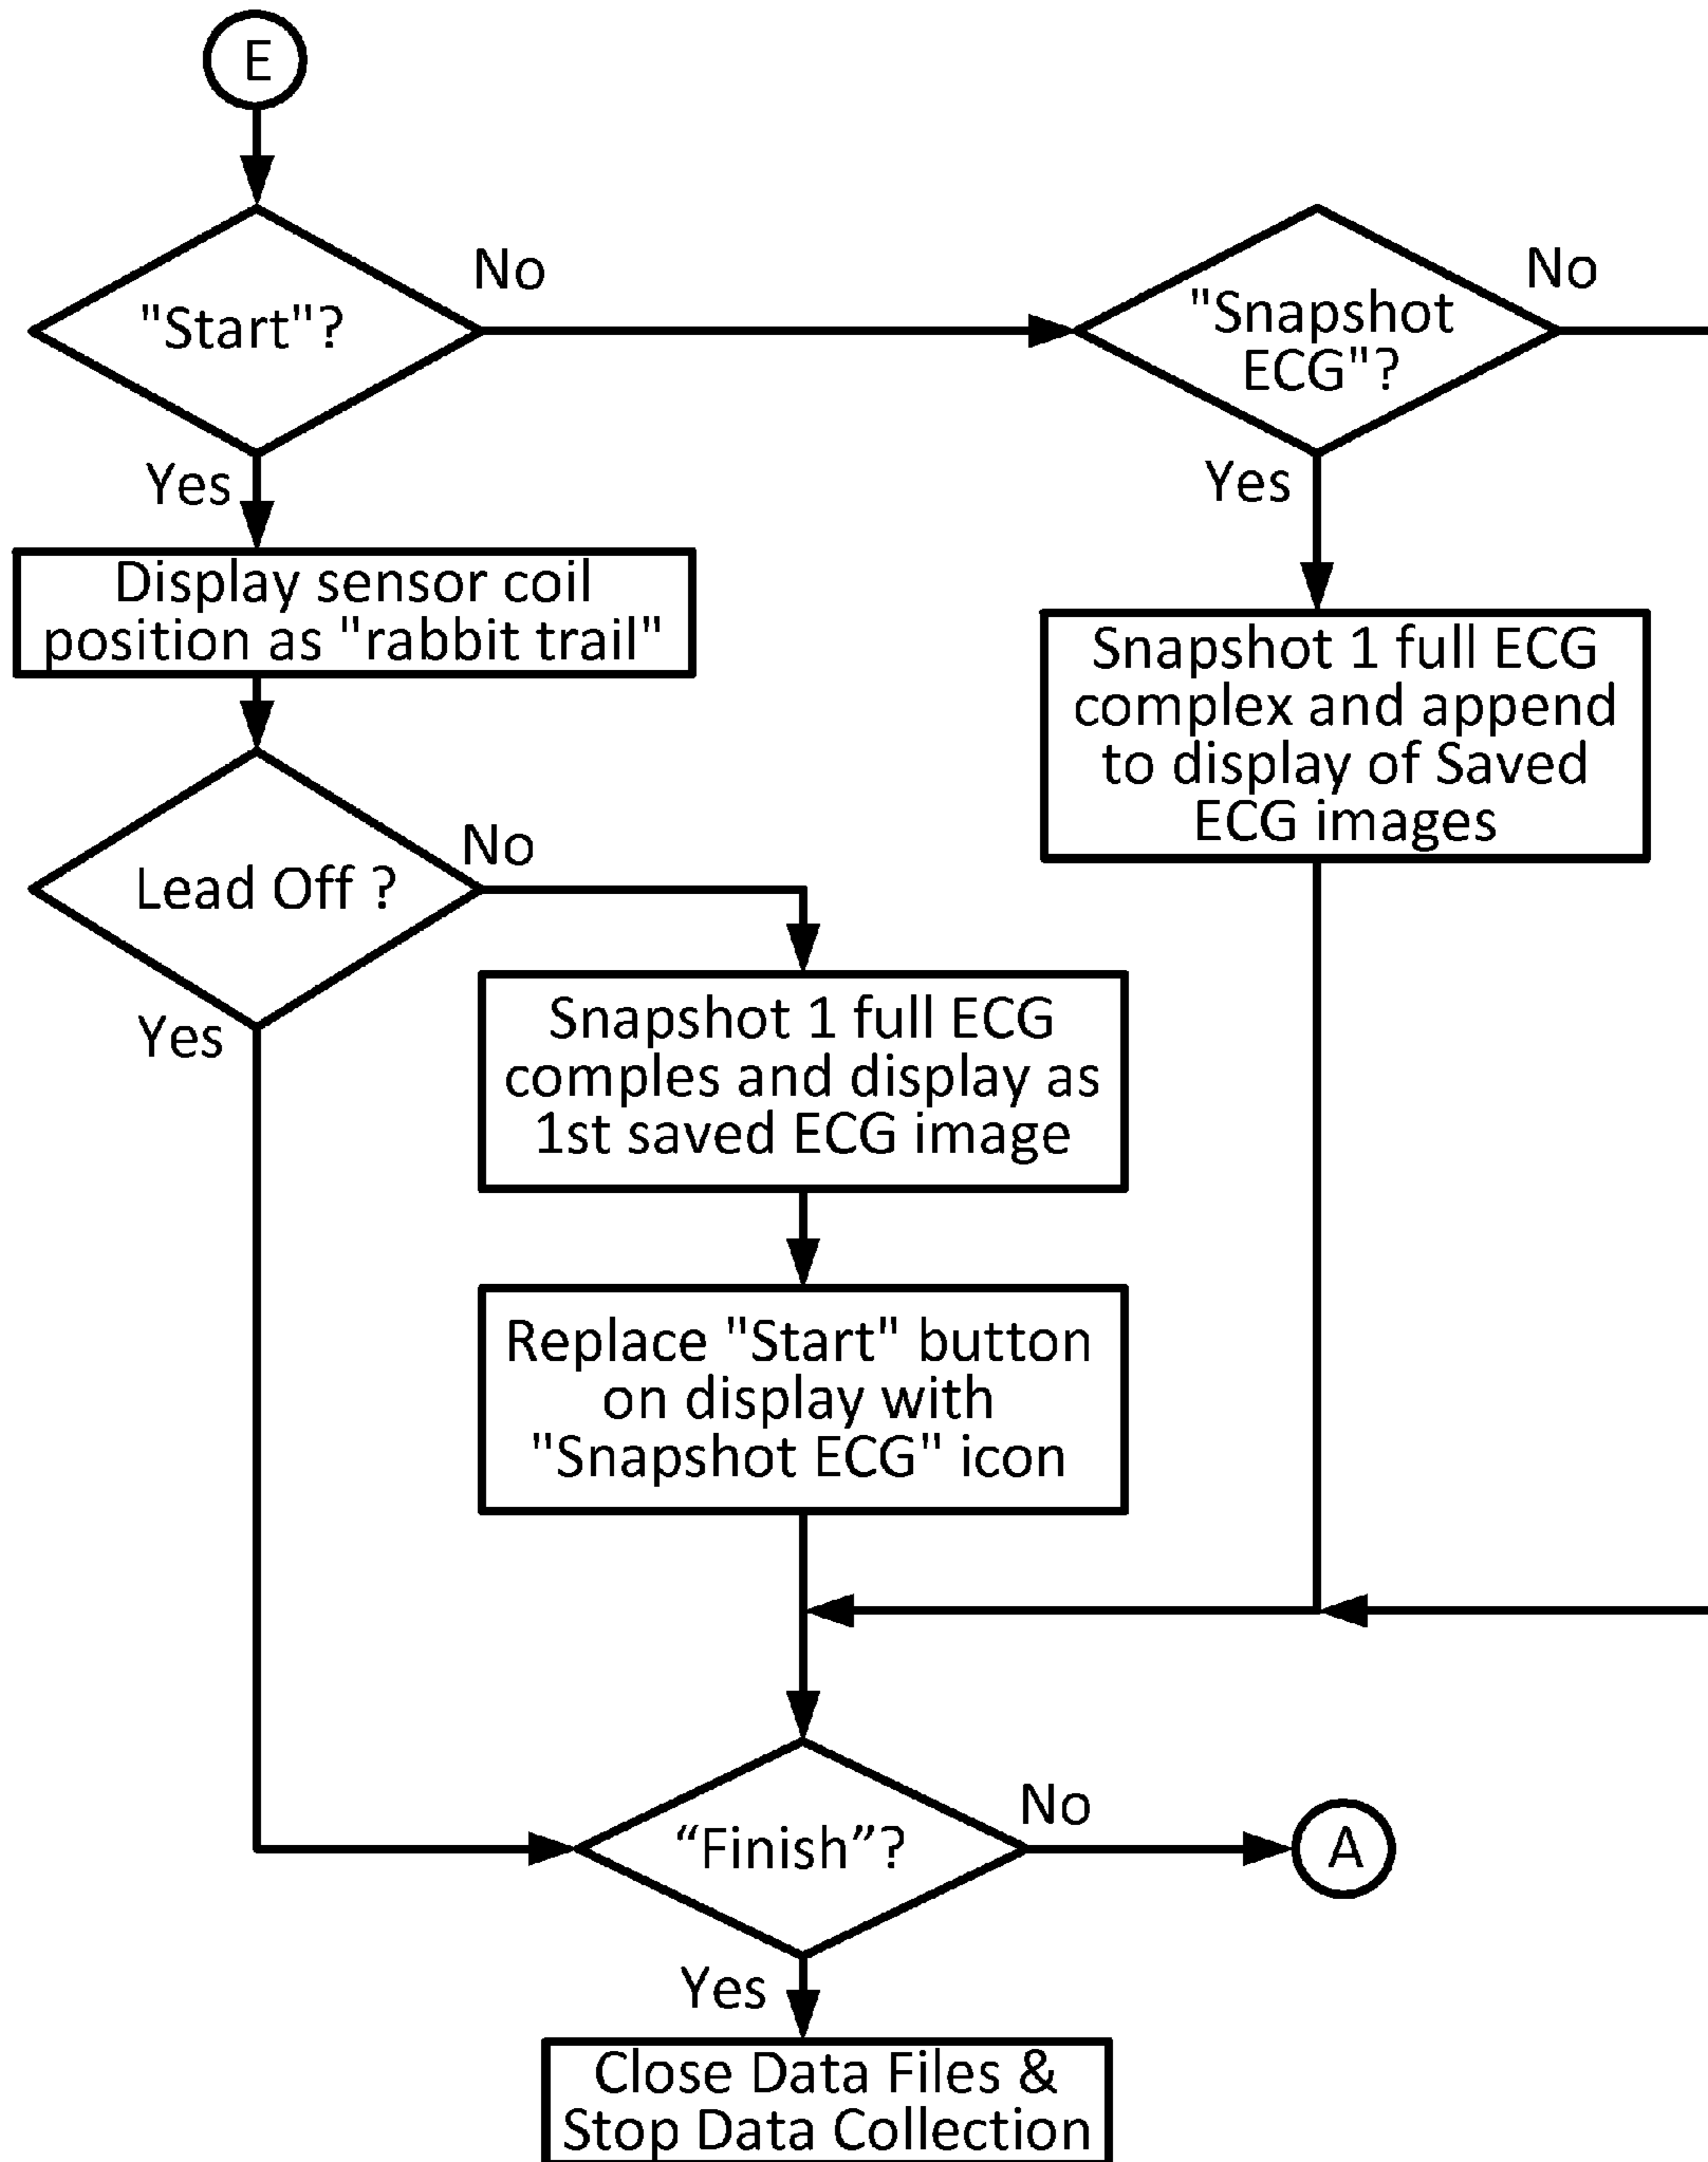 E
"Start"?
No
"Snapshot
ECG"?
No
Yes
Yes
Display sensor coil
position as "rabbit trail"
Snapshot 1 full ECG
complex and append
to display of Saved
ECG images
Lead Off ?
No
Yes
Snapshot 1 full ECG
comples and display as
1st saved ECG image
Replace "Start" button
on display with
"Snapshot ECG" icon
“Finish”?
No
A
Yes
Close Data Files &
Stop Data Collection